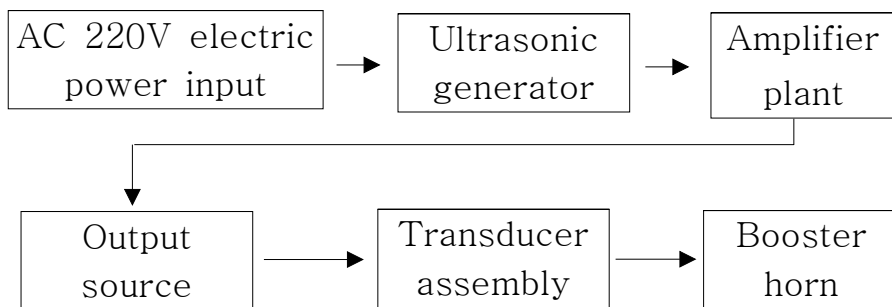 AC 220V electric
power input
Ultrasonic
generator
Amplifier
plant
Output
source
Transducer
assembly
Booster
horn